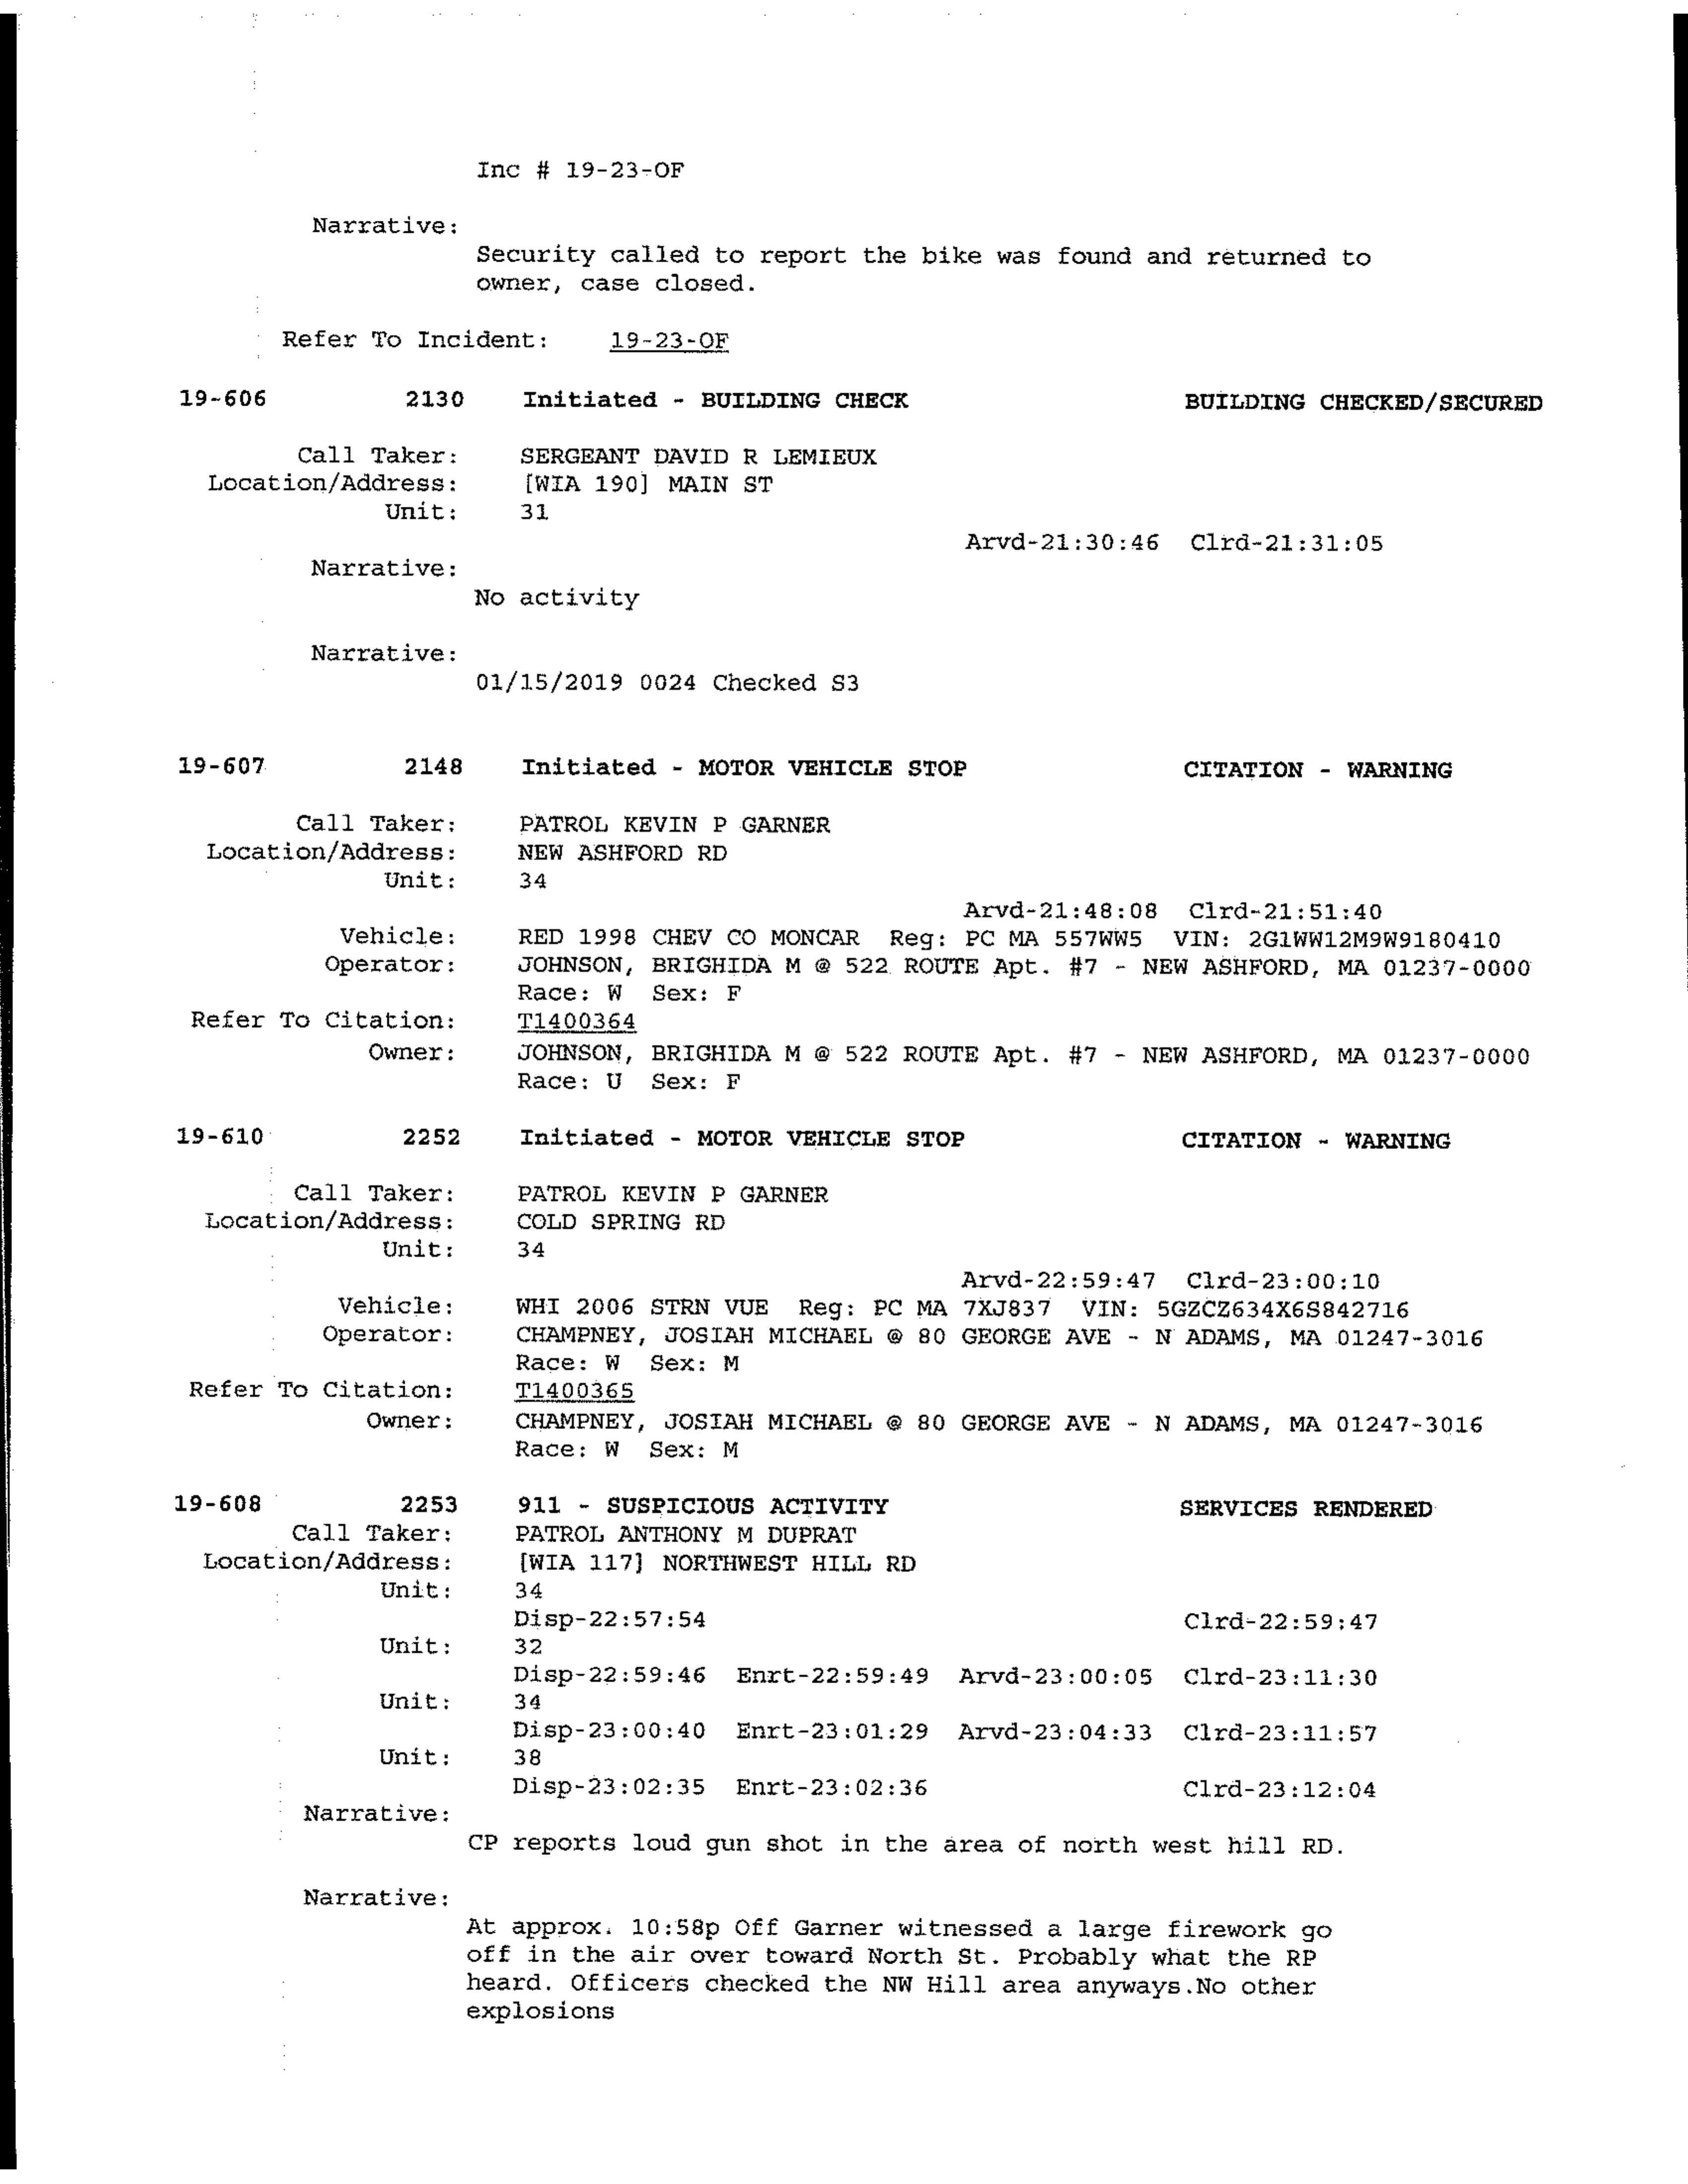 Inc # 19-23-OF
Narrative:
Security called to report the bike was found and returned to
owner, case closed.
Refer To Incident: 19-23-OF
19-606 2130 Initiated - BUILDING CHECK BUILDING CHECKED/SECURED
Call Taker: SERGEANT DAVID R LEMIEUX
Location/Address: [WIA 190] MAIN ST
Unit: 31
Arvd-21:30:46 Clrd-21:31:05
Narrative:
No activity
Narrative:
01/15/2019 0024 Checked S3
19-607 2148 Initiated - MOTOR VEHICLE STOP CITATION - WARNING
Call Taker: PATROL KEVIN P GARNER
Location/Address: NEW ASHFORD RD
Unit: 34
Arvd-21:48:08 Clrd-21:51:40
Vehicle: RED 1998 CHEV CO MONCAR Reg: PC MA 557WW5 VIN: 2G1WW12M9W9180410
Operator: JOHNSON, BRIGHIDA M @ 522 ROUTE Apt. #7 - NEW ASHFORD, MA 01237-0000
Race: W Sex: F
Refer To Citation: T1400364
Owner: JOHNSON, BRIGHIDA M @ 522 ROUTE Apt. #7 - NEW ASHFORD, MA 01237-0000
Race: U Sex: F
19-610 2252 Initiated - MOTOR VEHICLE STOP CITATION - WARNING
Call Taker: PATROL KEVIN P GARNER
Location/Address: COLD SPRING RD
Unit: 34
Arvd-22:59:47 Clrd-23:00:10
Vehicle: WHI 2006 STRN VUE Reg: PC MA 7XJ837 VIN: 5GZCZ634X6S842716
Operator: CHAMPNEY, JOSIAH MICHAEL @ 80 GEORGE AVE - N ADAMS, MA 01247-3016
Race: W Sex: M
Refer To Citation: T1400365
Owner: CHAMPNEY, JOSIAH MICHAEL @ 80 GEORGE AVE - N ADAMS, MA 01247-3016
Race: W Sex: M
19-608 2253 911 - SUSPICIOUS ACTIVITY SERVICES RENDERED
Call Taker: PATROL ANTHONY M DUPRAT
Location/Address: [WIA 117] NORTHWEST HILL RD
Unit: 34
Disp-22:57:54 Clrd-22:59:47
Unit: 32
Disp-22:59:46 Enrt-22:59:49 Arvd-23:00:05 Clrd-23:11:30
Unit: 34
Disp-23:00:40 Enrt-23:01:29 Arvd-23:04:33 Clrd-23:11:57
Unit: 38
Disp-23:02:35 Enrt-23:02:36 Clrd-23:12:04
Narrative:
CP reports loud gun shot in the area of north west hill RD.
Narrative:
At approx. 10:58p Off Garner witnessed a large firework go
off in the air over toward North St. Probably what the RP
heard. Officers checked the NW Hill area anyways.No other
explosions